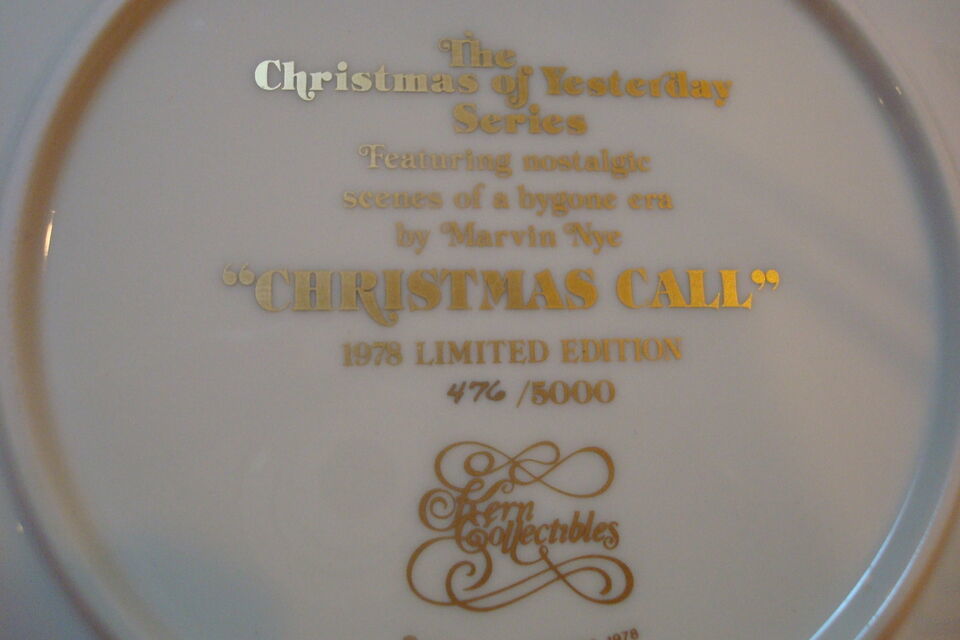 The
Christmas of Yesterday
Series
Featuring nostalgic
scenes of a bygone era
by Marvin Nye
“CHRISTMAS CALL”
1978 LIMITED EDITION
476 /5000
Kern
Collectibles
1978